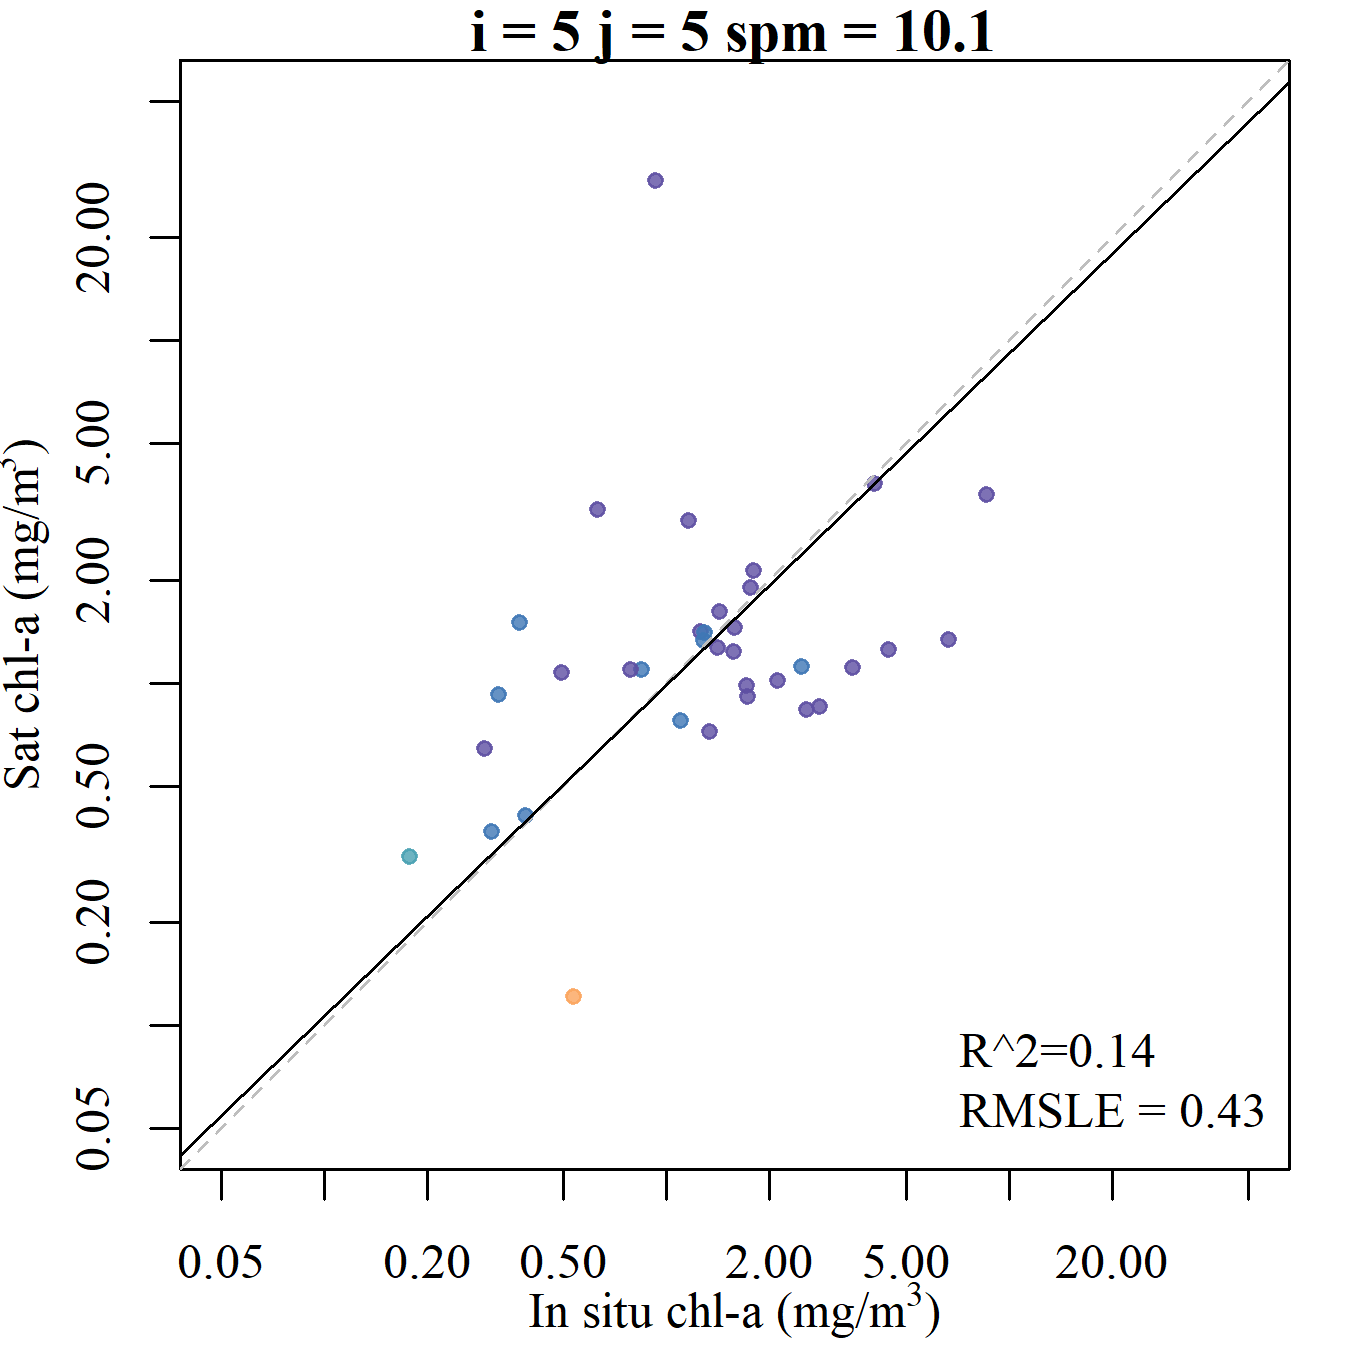 i = 5 j = 5 spm = 10.1
Sat chl-a (mg/m³)
20.00
5.00
2.00
0.50
0.20
0.05
R^2=0.14
RMSLE = 0.43
0.05 0.20 0.50 2.00 5.00 20.00
In situ chl-a (mg/m³)